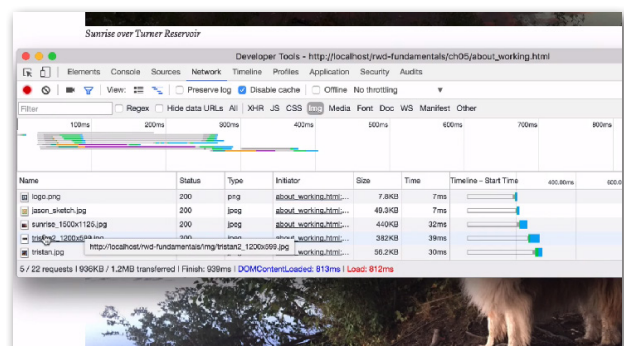 Sunrise over Turner Reservoir
Developer Tools - http://localhost/rwd-fundamentals/ch05/about_working.html
Elements Console Sources Network Timeline Profiles Application Security Audits
View: Preserve log Disable cache Offline No throttling
Filter Regex Hide data URLs All XHR JS CSS Img Media Font Doc WS Manifest Other
100ms 200ms 300ms 400ms 500ms 600ms 700ms 800ms
Name Status Type Initiator Size Time Timeline – Start Time 400.00ms 600.0
logo.png 200 png about_working.html:... 7.8KB 7ms
jason_sketch.jpg 200 jpeg about_working.html:... 49.3KB 7ms
sunrise_1500x1125.jpg 200 jpeg about_working.html:... 440KB 32ms
tristan2_1200x599.jpg 200 jpeg about_working.html:... 382KB 39ms
http://localhost/rwd-fundamentals/img/tristan2_1200x599.jpg
tristan.jpg 200 jpeg about_working.html:... 56.2KB 30ms
5 / 22 requests | 936KB / 1.2MB transferred | Finish: 939ms | DOMContentLoaded: 813ms | Load: 812ms